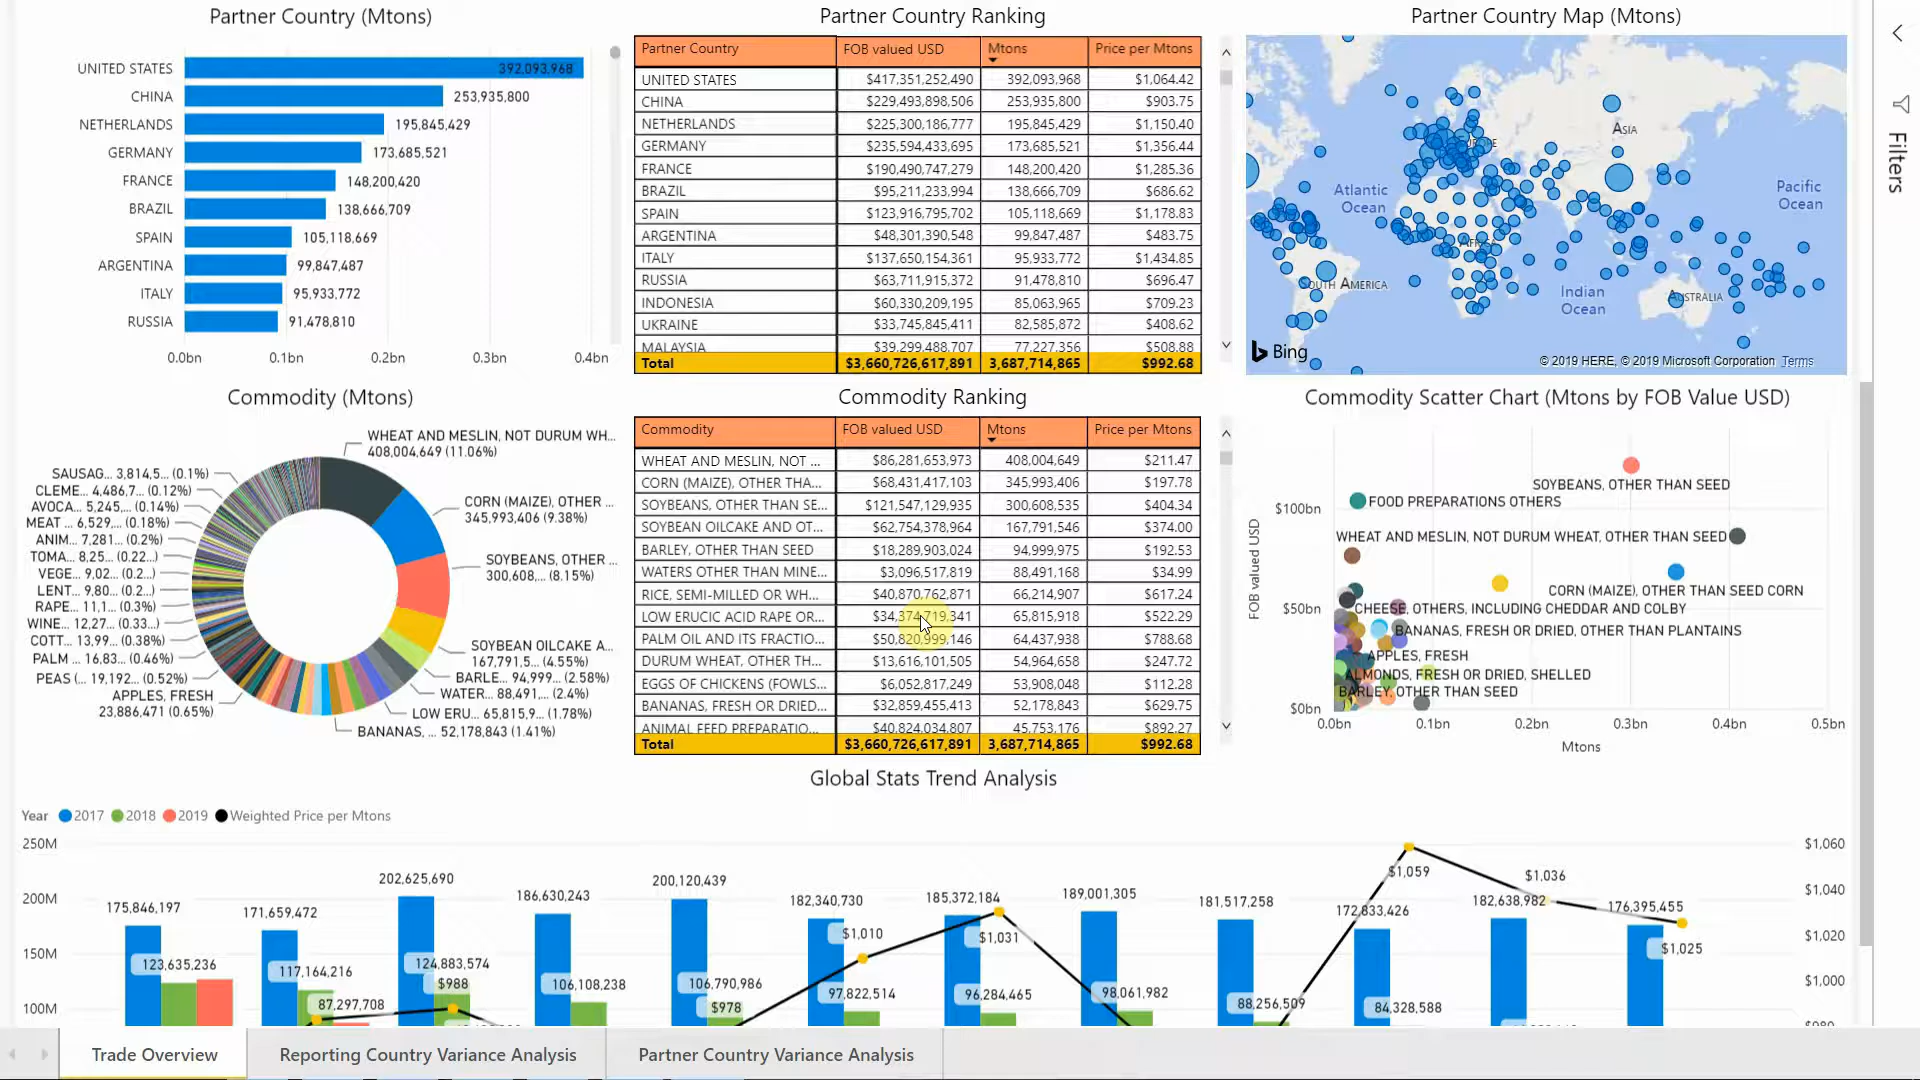 Partner Country (Mtons)
UNITED STATES 392,093,968
CHINA 253,935,800
NETHERLANDS 195,845,429
GERMANY 173,685,521
FRANCE 148,200,420
BRAZIL 138,666,709
SPAIN 105,118,669
ARGENTINA 99,847,487
ITALY 95,933,772
RUSSIA 91,478,810
0.0bn 0.1bn 0.2bn 0.3bn 0.4bn
Partner Country Ranking
Partner Country FOB valued USD Mtons Price per Mtons
UNITED STATES $417,351,252,490 392,093,968 $1,064.42
CHINA $229,493,898,506 253,935,800 $903.75
NETHERLANDS $225,300,186,777 195,845,429 $1,150.40
GERMANY $235,594,433,695 173,685,521 $1,356.44
FRANCE $190,490,747,279 148,200,420 $1,285.36
BRAZIL $95,211,233,994 138,666,709 $686.62
SPAIN $123,916,795,702 105,118,669 $1,178.83
ARGENTINA $48,301,390,548 99,847,487 $483.75
ITALY $137,650,154,361 95,933,772 $1,434.85
RUSSIA $63,711,915,372 91,478,810 $696.47
INDONESIA $60,330,209,195 85,063,965 $709.23
UKRAINE $33,745,845,411 82,585,872 $408.62
MALAYSIA $39,299,488,707 77,227,356 $508.88
Total $3,660,726,617,891 3,687,714,865 $992.68
Partner Country Map (Mtons)
ASIA
Atlantic
Ocean
Pacific
Ocean
AFRICA
SOUTH AMERICA
Indian
Ocean
AUSTRALIA
Bing
© 2019 HERE, © 2019 Microsoft Corporation Terms
Filters
Commodity (Mtons)
WHEAT AND MESLIN, NOT DURUM WH...
408,004,649 (11.06%)
CORN (MAIZE), OTHER ...
345,993,406 (9.38%)
SOYBEANS, OTHER ...
300,608,... (8.15%)
SOYBEAN OILCAKE A...
167,791,5... (4.55%)
BARLE... 94,999... (2.58%)
WATER... 88,491,... (2.4%)
LOW ERU... 65,815,9... (1.78%)
BANANAS, ... 52,178,843 (1.41%)
SAUSAG... 3,814,5... (0.1%)
CLEME... 4,486,7... (0.12%)
AVOCA... 5,245,... (0.14%)
MEAT ... 6,529,... (0.18%)
ANIM... 7,281... (0.2%)
TOMA... 8,25... (0.22...)
VEGE... 9,02... (0.2...)
LENT... 9,80... (0.2...)
RAPE... 11,1... (0.3%)
WINE... 12,27... (0.33...)
COTT... 13,99... (0.38%)
PALM ... 16,83... (0.46%)
PEAS (... 19,192... (0.52%)
APPLES, FRESH
23,886,471 (0.65%)
Commodity Ranking
Commodity FOB valued USD Mtons Price per Mtons
WHEAT AND MESLIN, NOT ... $86,281,653,973 408,004,649 $211.47
CORN (MAIZE), OTHER THA... $68,431,417,103 345,993,406 $197.78
SOYBEANS, OTHER THAN SE... $121,547,129,935 300,608,535 $404.34
SOYBEAN OILCAKE AND OT... $62,754,378,964 167,791,546 $374.00
BARLEY, OTHER THAN SEED $18,289,903,024 94,999,975 $192.53
WATERS OTHER THAN MINE... $3,096,517,819 88,491,168 $34.99
RICE, SEMI-MILLED OR WH... $40,870,762,871 66,214,907 $617.24
LOW ERUCIC ACID RAPE OR... $34,374,719,341 65,815,918 $522.29
PALM OIL AND ITS FRACTIO... $50,820,999,146 64,437,938 $788.68
DURUM WHEAT, OTHER TH... $13,616,101,505 54,964,658 $247.72
EGGS OF CHICKENS (FOWLS... $6,052,817,249 53,908,048 $112.28
BANANAS, FRESH OR DRIED... $32,859,455,413 52,178,843 $629.75
ANIMAL FEED PREPARATIO... $40,824,034,807 45,753,176 $892.27
Total $3,660,726,617,891 3,687,714,865 $992.68
Commodity Scatter Chart (Mtons by FOB Value USD)
FOB valued USD
$100bn
$50bn
$0bn
SOYBEANS, OTHER THAN SEED
FOOD PREPARATIONS OTHERS
WHEAT AND MESLIN, NOT DURUM WHEAT, OTHER THAN SEED
CORN (MAIZE), OTHER THAN SEED CORN
CHEESE, OTHERS, INCLUDING CHEDDAR AND COLBY
BANANAS, FRESH OR DRIED, OTHER THAN PLANTAINS
APPLES, FRESH
ALMONDS, FRESH OR DRIED, SHELLED
BARLEY, OTHER THAN SEED
0.0bn 0.1bn 0.2bn 0.3bn 0.4bn 0.5bn
Mtons
Global Stats Trend Analysis
Year 2017 2018 2019 Weighted Price per Mtons
250M
200M
150M
100M
175,846,197 171,659,472 202,625,690 186,630,243 200,120,439 182,340,730 185,372,184 189,001,305 181,517,258 172,833,426 182,638,982 176,395,455
123,635,236 117,164,216 124,883,574 106,108,238 106,790,986 97,822,514 96,284,465 98,061,982 88,256,509 84,328,588
87,297,708
$988 $978 $1,010 $1,031 $1,059 $1,036 $1,025
$1,060
$1,040
$1,020
$1,000
$980
Trade Overview Reporting Country Variance Analysis Partner Country Variance Analysis